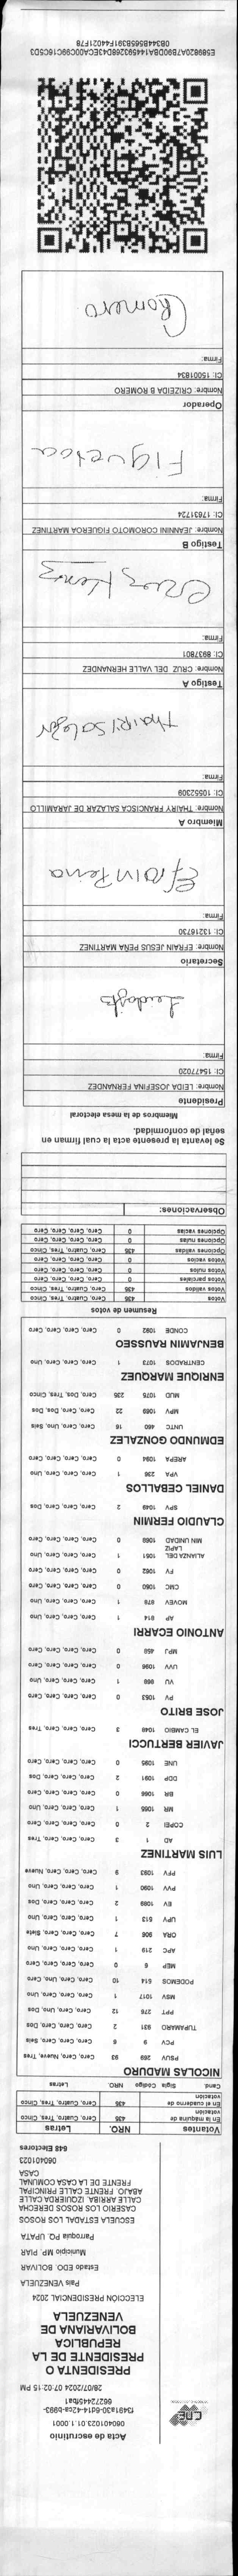 CNE
Acta de escrutinio
060401023.01.1.0001
f3491a30-6d14-42ca-b993-
66272445fba1
28/07/2024 07:02:15 PM
PRESIDENTA O
PRESIDENTE DE LA
REPUBLICA
BOLIVARIANA DE
VENEZUELA
ELECCIÓN PRESIDENCIAL 2024
Pais VENEZUELA
Estado EDO. BOLIVAR
Municipio MP. PIAR
Parroquia PQ. UPATA
ESCUELA ESTADAL LOS ROSOS
CASERIO LOS ROSOS DERECHA
CALLE ARRIBA. IZQUIERDA CALLE
ABAJO. FRENTE CALLE PRINCIPAL
FRENTE DE LA CASA COMUNAL
CASA
060401023
648 Electores
Votantes NRO. Letras
En la máquina de votación 435 Cero, Cuatro, Tres, Cinco
En el cuaderno de votación 435 Cero, Cuatro, Tres, Cinco
Cand. Sigla Código NRO. Letras
NICOLAS MADURO
PSUV 269 93 Cero, Cero, Nueve, Tres
PCV 9 6 Cero, Cero, Cero, Seis
TUPAMARO 931 2 Cero, Cero, Cero, Dos
PPT 276 12 Cero, Cero, Uno, Dos
MSV 1017 1 Cero, Cero, Cero, Uno
PODEMOS 514 10 Cero, Cero, Uno, Cero
MEP 6 0 Cero, Cero, Cero, Cero
APC 219 1 Cero, Cero, Cero, Uno
ORA 906 7 Cero, Cero, Cero, Siete
UPV 513 1 Cero, Cero, Cero, Uno
EV 1089 2 Cero, Cero, Cero, Dos
PVV 1090 1 Cero, Cero, Cero, Uno
PFV 1093 9 Cero, Cero, Cero, Nueve
LUIS MARTINEZ
AD 1 3 Cero, Cero, Cero, Tres
COPEI 2 0 Cero, Cero, Cero, Cero
MR 1065 1 Cero, Cero, Cero, Uno
BR 1066 0 Cero, Cero, Cero, Cero
DDP 1091 2 Cero, Cero, Cero, Dos
UNE 1095 0 Cero, Cero, Cero, Cero
JAVIER BERTUCCI
EL CAMBIO 1048 3 Cero, Cero, Cero, Tres
JOSE BRITO
PV 1053 0 Cero, Cero, Cero, Cero
VU 868 1 Cero, Cero, Cero, Uno
UVV 1096 0 Cero, Cero, Cero, Cero
MPJ 458 0 Cero, Cero, Cero, Cero
ANTONIO ECARRI
AP 814 1 Cero, Cero, Cero, Uno
MOVEV 878 1 Cero, Cero, Cero, Uno
CMC 1050 0 Cero, Cero, Cero, Cero
FV 1062 0 Cero, Cero, Cero, Cero
ALIANZA DEL LAPIZ 1051 1 Cero, Cero, Cero, Uno
MIN UNIDAD 1068 0 Cero, Cero, Cero, Cero
CLAUDIO FERMIN
SPV 1049 2 Cero, Cero, Cero, Dos
DANIEL CEBALLOS
VPA 236 1 Cero, Cero, Cero, Uno
AREPA 1094 0 Cero, Cero, Cero, Cero
EDMUNDO GONZALEZ
UNTC 460 16 Cero, Cero, Uno, Seis
MPV 1069 22 Cero, Cero, Dos, Dos
MUD 1075 235 Cero, Dos, Tres, Cinco
ENRIQUE MARQUEZ
CENTRADOS 1073 1 Cero, Cero, Cero, Uno
BENJAMIN RAUSSEO
CONDE 1092 0 Cero, Cero, Cero, Cero
Resumen de votos
Votos 435 Cero, Cuatro, Tres, Cinco
Votos validos 435 Cero, Cuatro, Tres, Cinco
Votos parciales 0 Cero, Cero, Cero, Cero
Votos nulos 0 Cero, Cero, Cero, Cero
Votos vacios 0 Cero, Cero, Cero, Cero
Opciones validas 435 Cero, Cuatro, Tres, Cinco
Opciones nulas 0 Cero, Cero, Cero, Cero
Opciones vacias 0 Cero, Cero, Cero, Cero
Observaciones:
Se levanta la presente acta la cual firman en
señal de conformidad.
Miembros de la mesa electoral
Presidente
Nombre: LEIDA JOSEFINA FERNANDEZ
CI: 15477020
Firma:
Secretario
Nombre: EFRAIN JESUS PEÑA MARTINEZ
CI: 13216730
Firma:
Efrain Peña
Miembro A
Nombre: THAIRY FRANCISCA SALAZAR DE JARAMILLO
CI: 10552309
Firma:
Thairy Salazar
Testigo A
Nombre: CRUZ DEL VALLE HERNANDEZ
CI: 8937801
Firma:
Testigo B
Nombre: JEANNINI COROMOTO FIGUEROA MARTINEZ
CI: 17631724
Firma:
Figueroa
Operador
Nombre: CRIZEIDA B ROMERO
CI: 15001834
Firma:
CRomero
E589820A7B90DBA144593268D43ECA00C99C16C5D3
0B344B565B391F44021F78